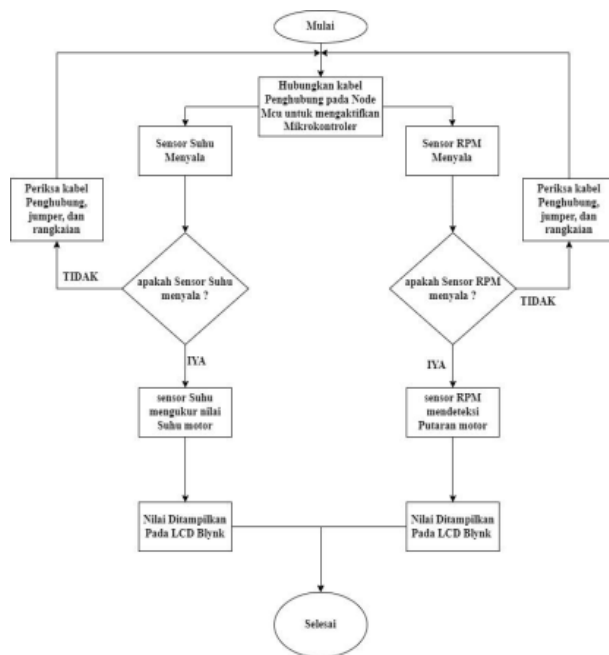 Mulai
Hubungkan kabel
Penghubung pada Node
Mcu untuk mengaktifkan
Mikrokontroler
Sensor Suhu
Menyala
Sensor RPM
Menyala
Periksa kabel
Penghubung,
jumper, dan
rangkaian
Periksa kabel
Penghubung,
jumper, dan
rangkaian
TIDAK
apakah Sensor Suhu
menyala ?
apakah Sensor RPM
menyala ?
TIDAK
IYA
IYA
sensor Suhu
mengukur nilai
Suhu motor
sensor RPM
mendeteksi
Putaran motor
Nilai Ditampilkan
Pada LCD Blynk
Nilai Ditampilkan
Pada LCD Blynk
Selesai